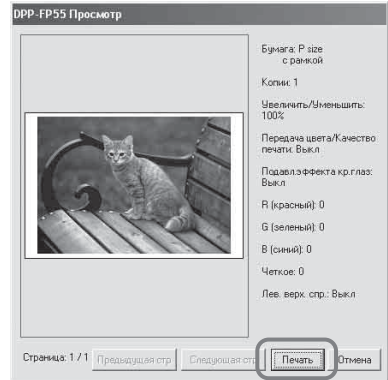 DPP-FP55 Просмотр
Бумага: P size
с рамкой
Копии: 1
Увеличить/Уменьшить:
100%
Передача цвета/Качество
печати: Выкл
Подавл.эффекта кр.глаз:
Выкл
R (красный): 0
G (зеленый): 0
B (синий): 0
Четкое: 0
Лев. верх. спр.: Выкл
Страница: 1 / 1 Предыдущая стр Следующая стр Печать Отмена